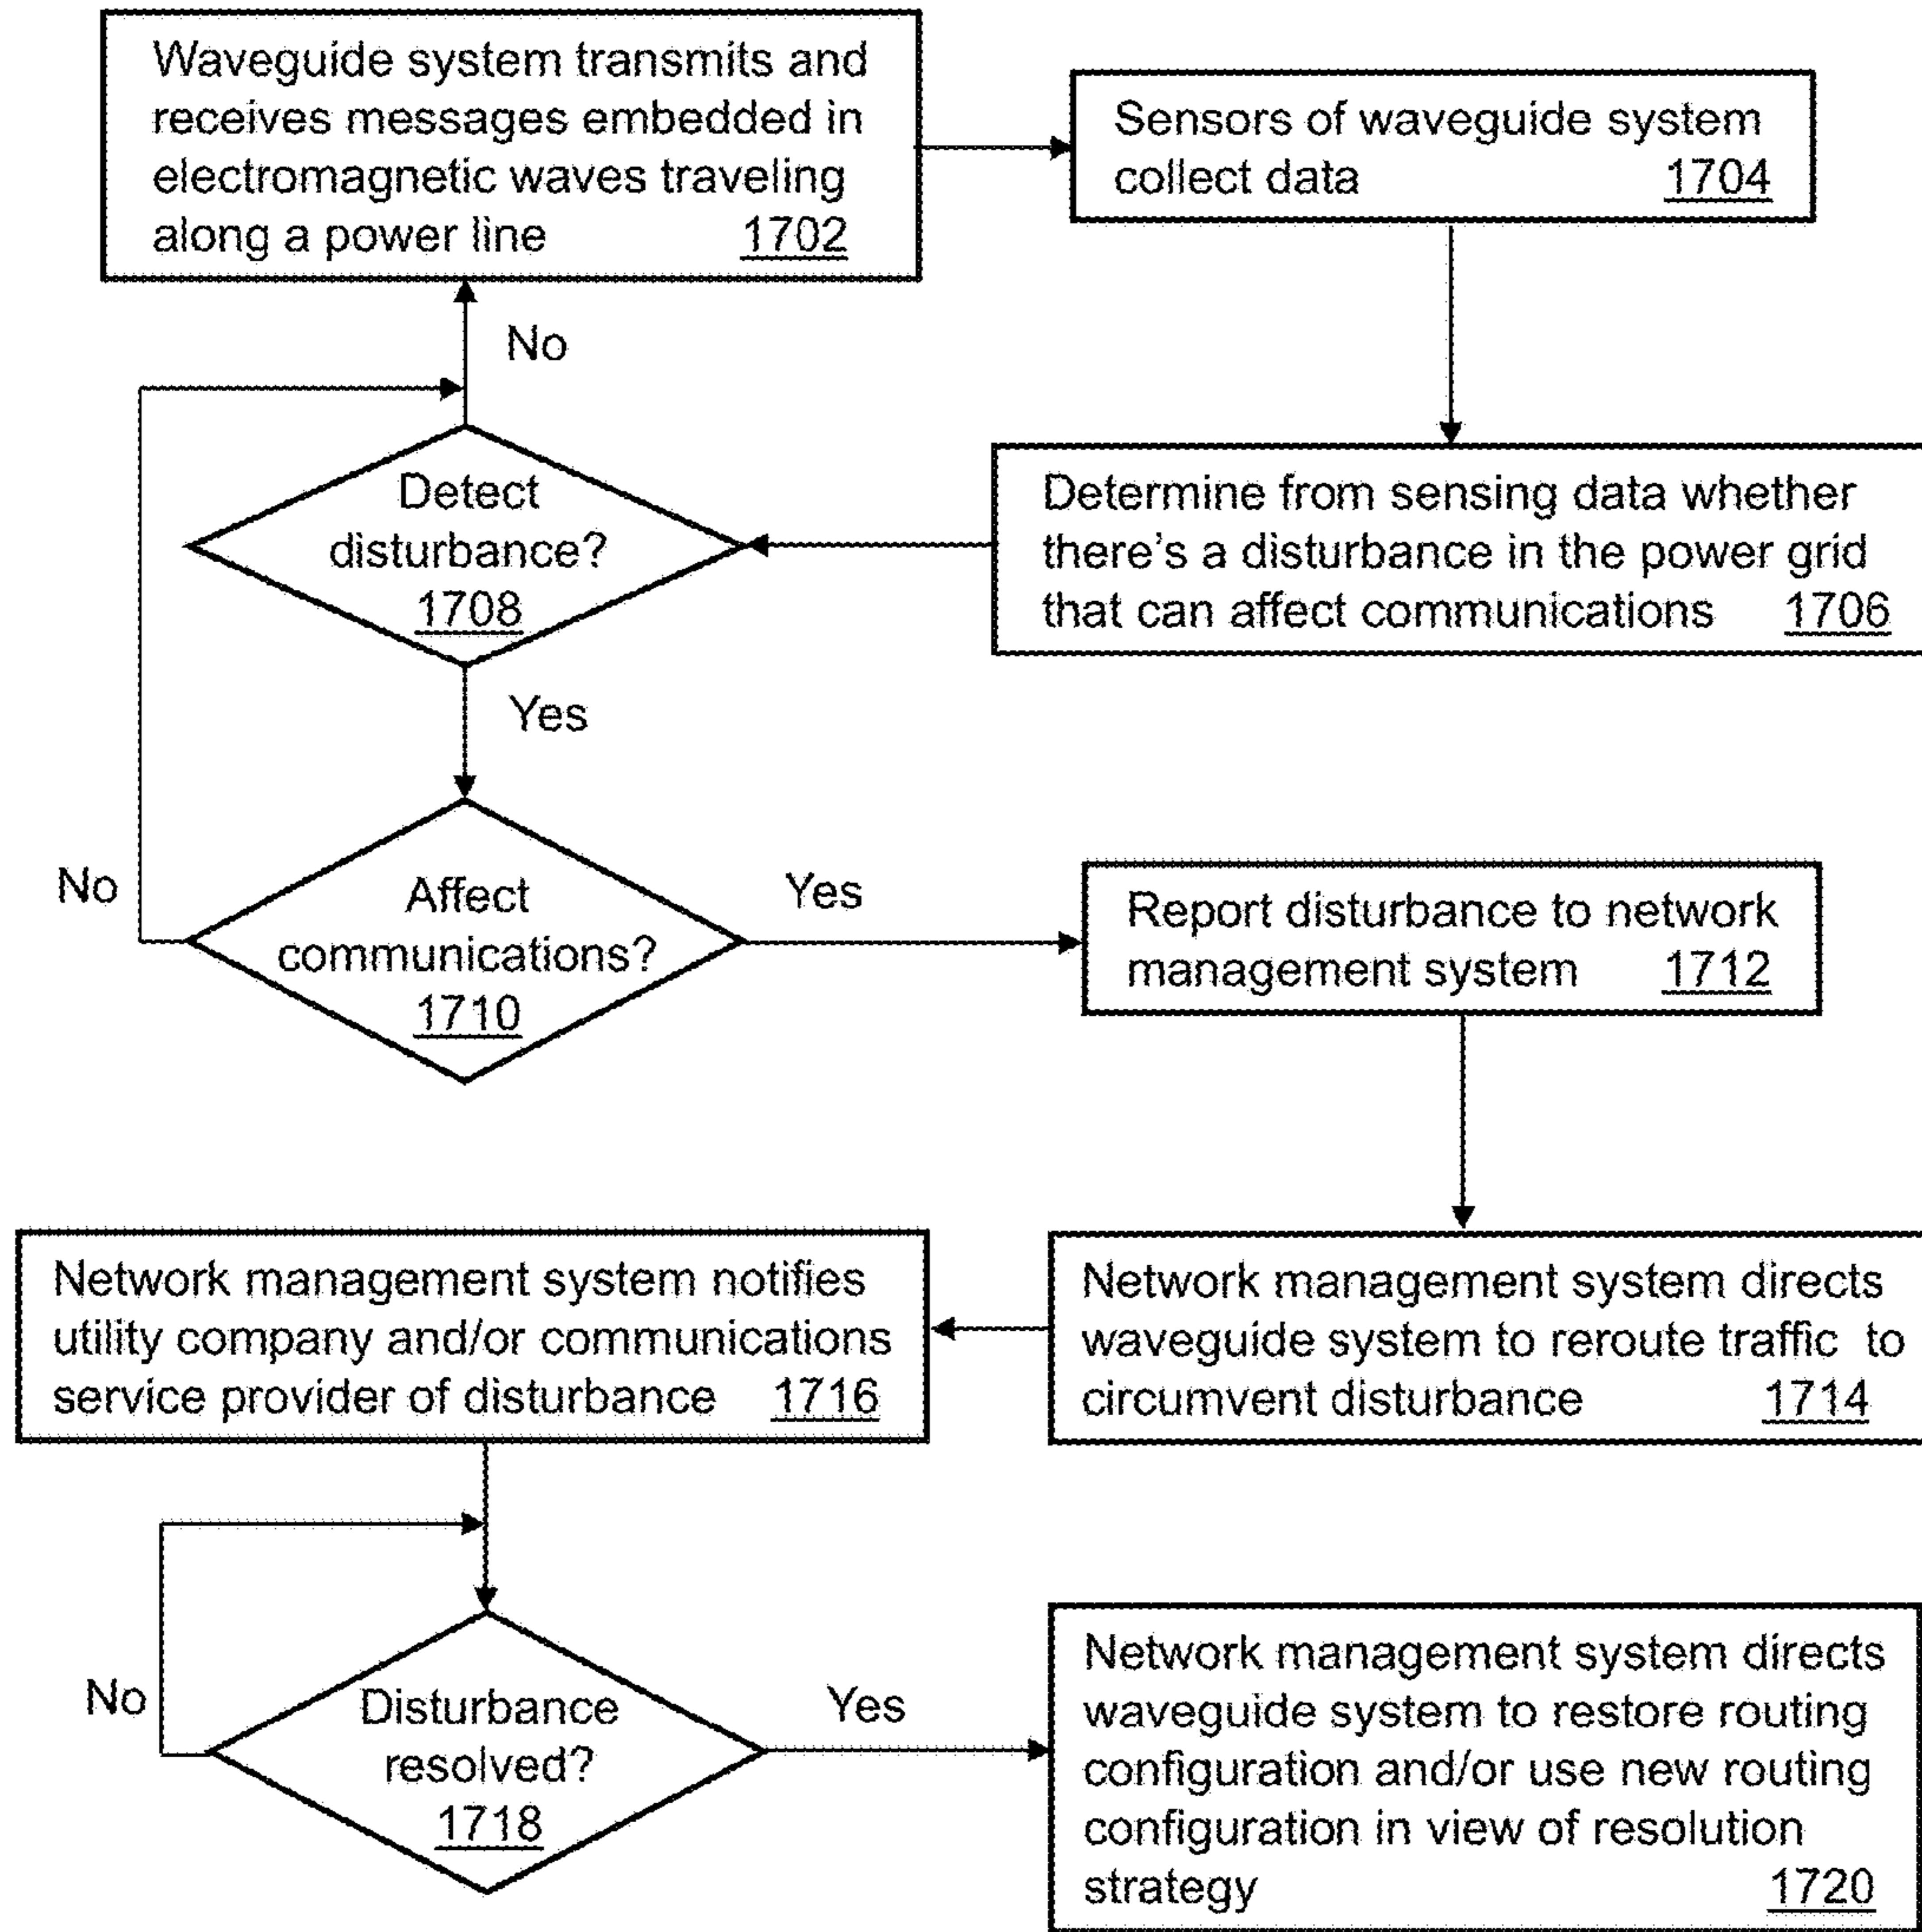 Waveguide system transmits and
receives messages embedded in
electromagnetic waves traveling
along a power line 1702
Sensors of waveguide system
collect data 1704
No
Detect
disturbance?
1708
Determine from sensing data whether
there's a disturbance in the power grid
that can affect communications 1706
Yes
No
Affect
communications?
1710
Yes
Report disturbance to network
management system 1712
Network management system notifies
utility company and/or communications
service provider of disturbance 1716
Network management system directs
waveguide system to reroute traffic to
circumvent disturbance 1714
No
Disturbance
resolved?
1718
Yes
Network management system directs
waveguide system to restore routing
configuration and/or use new routing
configuration in view of resolution
strategy 1720